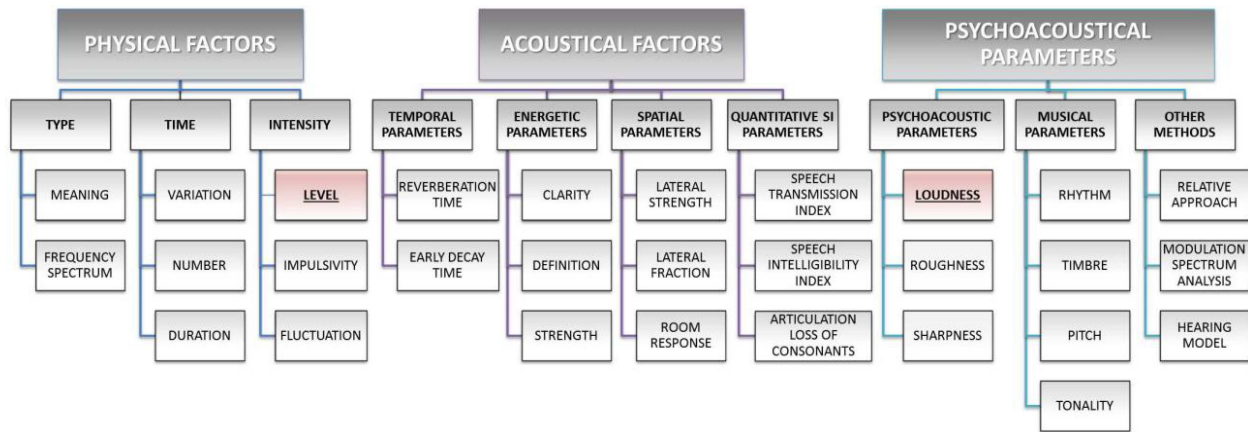 PHYSICAL FACTORS
TYPE
MEANING
FREQUENCY
SPECTRUM
TIME
VARIATION
NUMBER
DURATION
INTENSITY
LEVEL
IMPULSIVITY
FLUCTUATION
ACOUSTICAL FACTORS
TEMPORAL
PARAMETERS
REVERBERATION
TIME
EARLY DECAY
TIME
ENERGETIC
PARAMETERS
CLARITY
DEFINITION
STRENGTH
SPATIAL
PARAMETERS
LATERAL
STRENGTH
LATERAL
FRACTION
ROOM
RESPONSE
QUANTITATIVE SI
PARAMETERS
SPEECH
TRANSMISSION
INDEX
SPEECH
INTELLIGIBILITY
INDEX
ARTICULATION
LOSS OF
CONSONANTS
PSYCHOACOUSTICAL
PARAMETERS
PSYCHOACOUSTIC
PARAMETERS
LOUDNESS
ROUGHNESS
SHARPNESS
MUSICAL
PARAMETERS
RHYTHM
TIMBRE
PITCH
TONALITY
OTHER
METHODS
RELATIVE
APPROACH
MODULATION
SPECTRUM
ANALYSIS
HEARING
MODEL